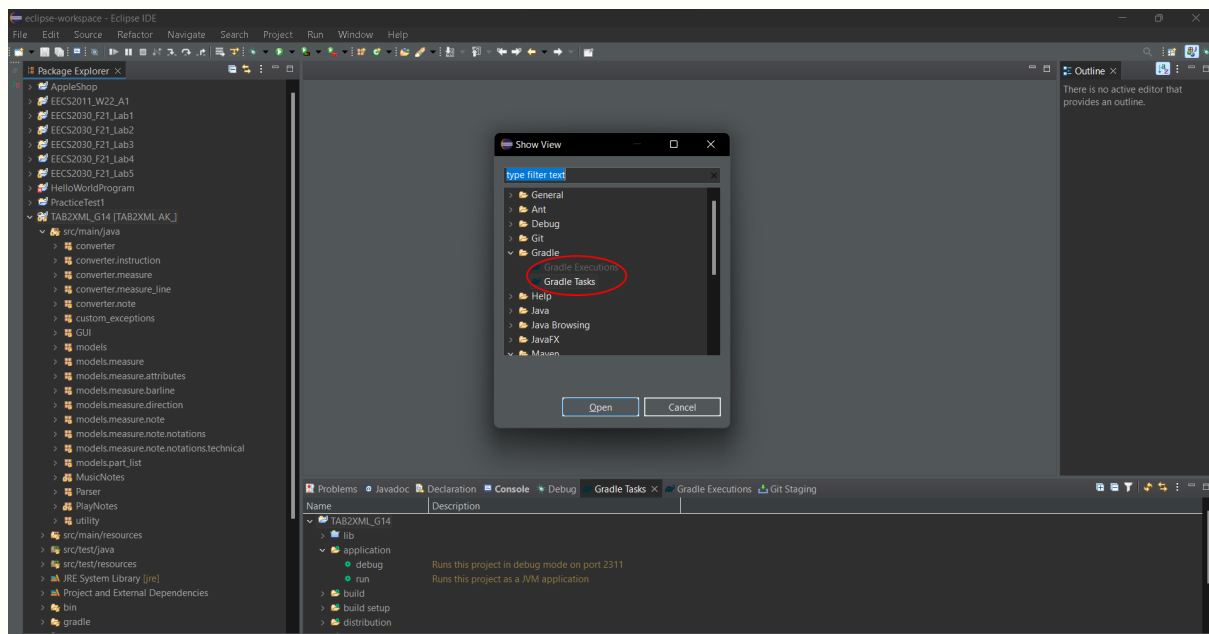 eclipse-workspace - Eclipse IDE
File Edit Source Refactor Navigate Search Project Run Window Help
Package Explorer
AppleShop
EECS2011_W22_A1
EECS2030_F21_Lab1
EECS2030_F21_Lab2
EECS2030_F21_Lab3
EECS2030_F21_Lab4
EECS2030_F21_Lab5
HelloWorldProgram
PracticeTest1
TAB2XML_G14 [TAB2XML AK_]
src/main/java
converter
converter.instruction
converter.measure
converter.measure_line
converter.note
custom_exceptions
GUI
models
models.measure
models.measure.attributes
models.measure.barline
models.measure.direction
models.measure.note
models.measure.note.notations
models.measure.note.notations.technical
models.part_list
MusicNotes
Parser
PlayNotes
utility
src/main/resources
src/test/java
src/test/resources
JRE System Library [jre]
Project and External Dependencies
bin
gradle
Show View
type filter text
General
Ant
Debug
Git
Gradle
Gradle Executions
Gradle Tasks
Help
Java
Java Browsing
JavaFX
Maven
Open Cancel
Outline
There is no active editor that
provides an outline.
Problems Javadoc Declaration Console Debug Gradle Tasks Gradle Executions Git Staging
Name Description
TAB2XML_G14
lib
application
debug Runs this project in debug mode on port 2311
run Runs this project as a JVM application
build
build setup
distribution